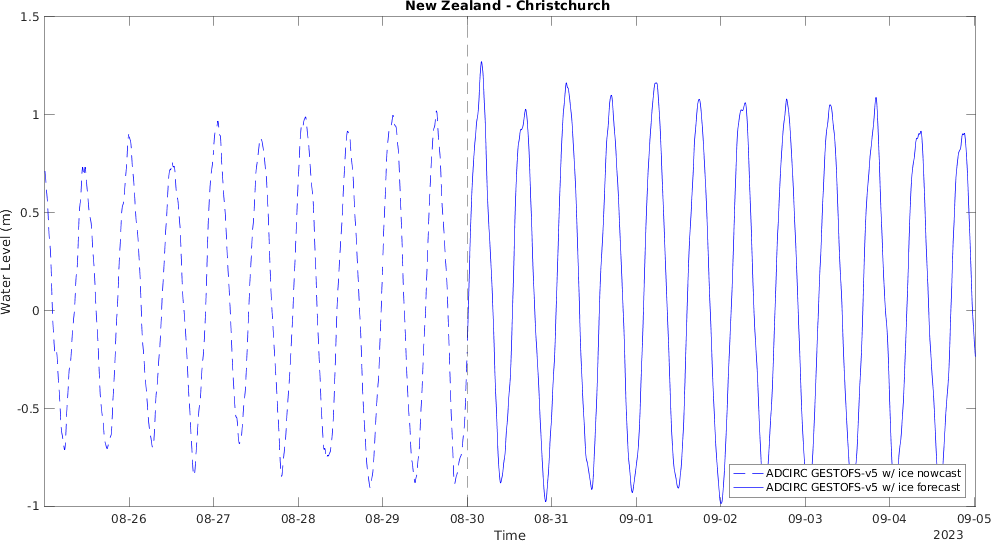 New Zealand - Christchurch
1.5
1
0.5
0
-0.5
-1
Water Level (m)
08-26 08-27 08-28 08-29 08-30 08-31 09-01 09-02 09-03 09-04 09-05
Time
2023
ADCIRC GESTOFS-v5 w/ ice nowcast
ADCIRC GESTOFS-v5 w/ ice forecast